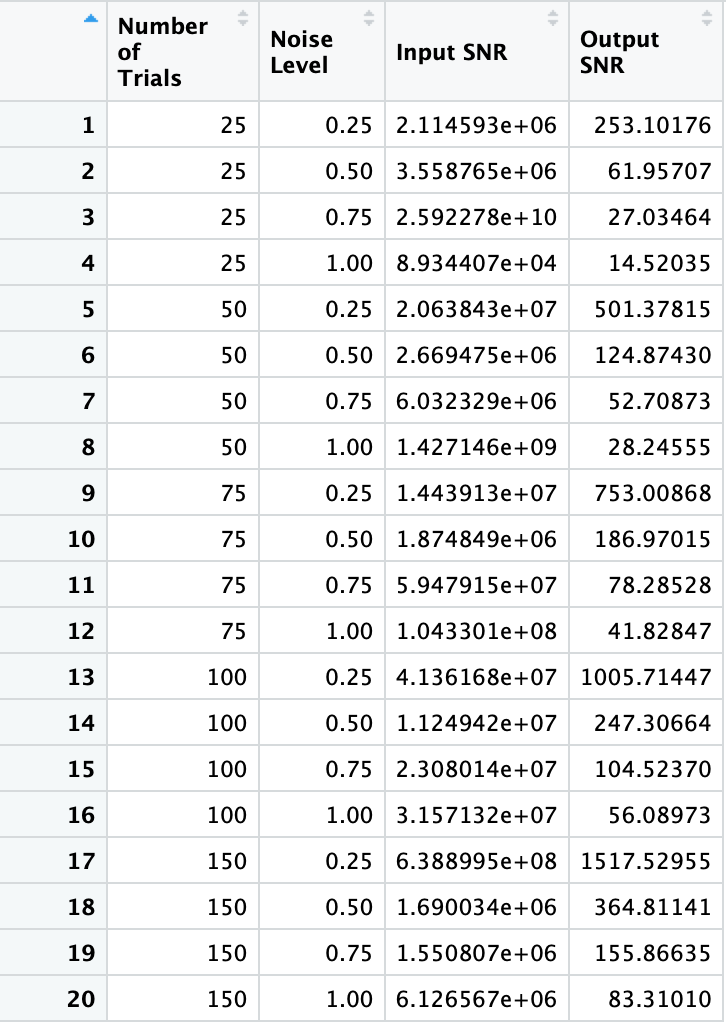 Number of Trials Noise Level Input SNR Output SNR
1 25 0.25 2.114593e+06 253.10176
2 25 0.50 3.558765e+06 61.95707
3 25 0.75 2.592278e+10 27.03464
4 25 1.00 8.934407e+04 14.52035
5 50 0.25 2.063843e+07 501.37815
6 50 0.50 2.669475e+06 124.87430
7 50 0.75 6.032329e+06 52.70873
8 50 1.00 1.427146e+09 28.24555
9 75 0.25 1.443913e+07 753.00868
10 75 0.50 1.874849e+06 186.97015
11 75 0.75 5.947915e+07 78.28528
12 75 1.00 1.043301e+08 41.82847
13 100 0.25 4.136168e+07 1005.71447
14 100 0.50 1.124942e+07 247.30664
15 100 0.75 2.308014e+07 104.52370
16 100 1.00 3.157132e+07 56.08973
17 150 0.25 6.388995e+08 1517.52955
18 150 0.50 1.690034e+06 364.81141
19 150 0.75 1.550807e+06 155.86635
20 150 1.00 6.126567e+06 83.31010